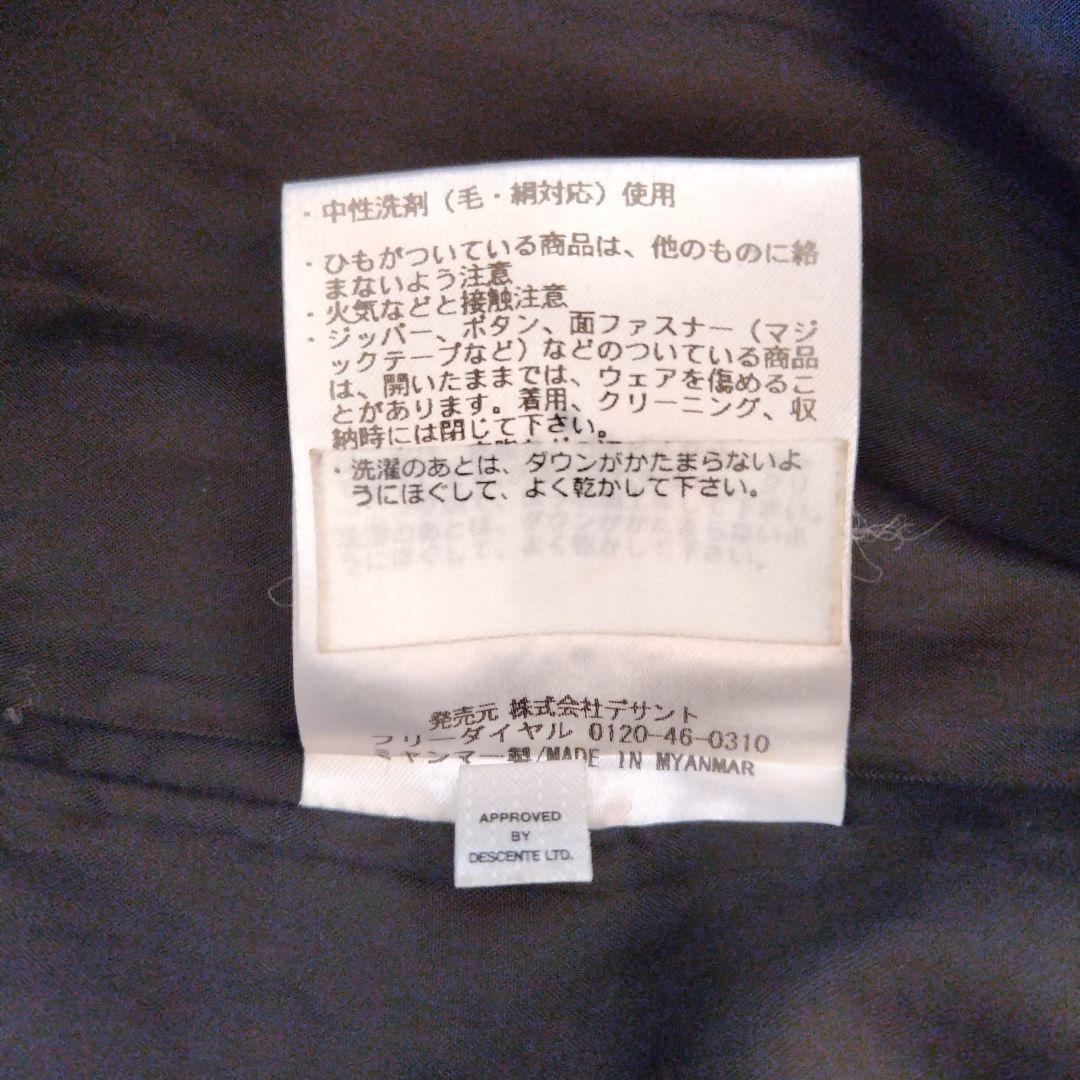 ・中性洗剤（毛・絹対応）使用
・ひもがついている商品は、他のものに絡
まないよう注意
・火気などと接触注意
・ジッパー、ボタン、面ファスナー（マジ
ックテープなど）などのついている商品
は、開いたままでは、ウェアを傷めるこ
とがあります。着用、クリーニング、収
納時には閉じて下さい。
・洗濯のあとは、ダウンがかたまらないよ
うにほぐして、よく乾かして下さい。
発売元 株式会社デサント
フリーダイヤル 0120-46-0310
ミャンマー製/MADE IN MYANMAR
APPROVED
BY
DESCENTE LTD.